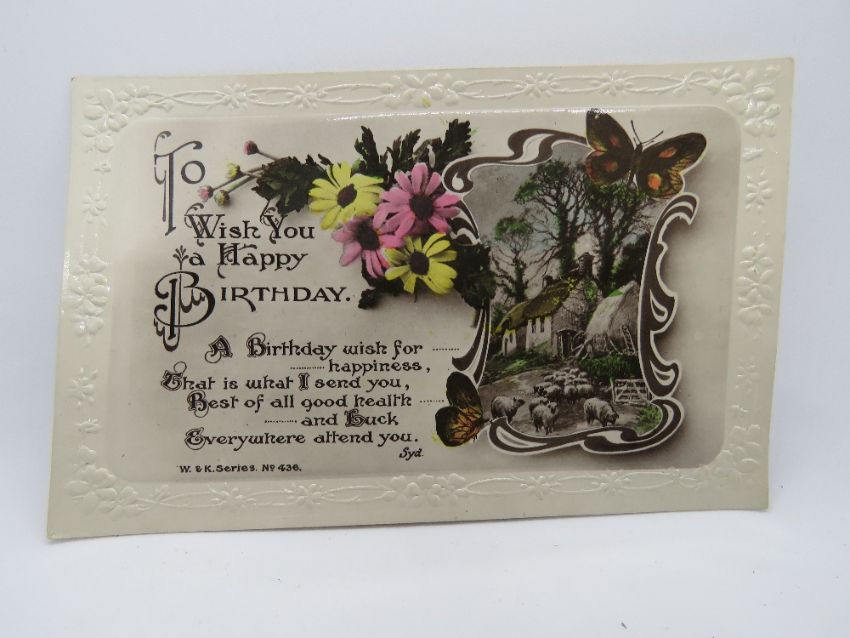 To
Wish You
a Happy
Birthday.
A Birthday wish for ..........
............ happiness,
That is what I send you,
Best of all good health .......
........... and Luck
Everywhere attend you.
Syd.
W. & K. Series. No 436.